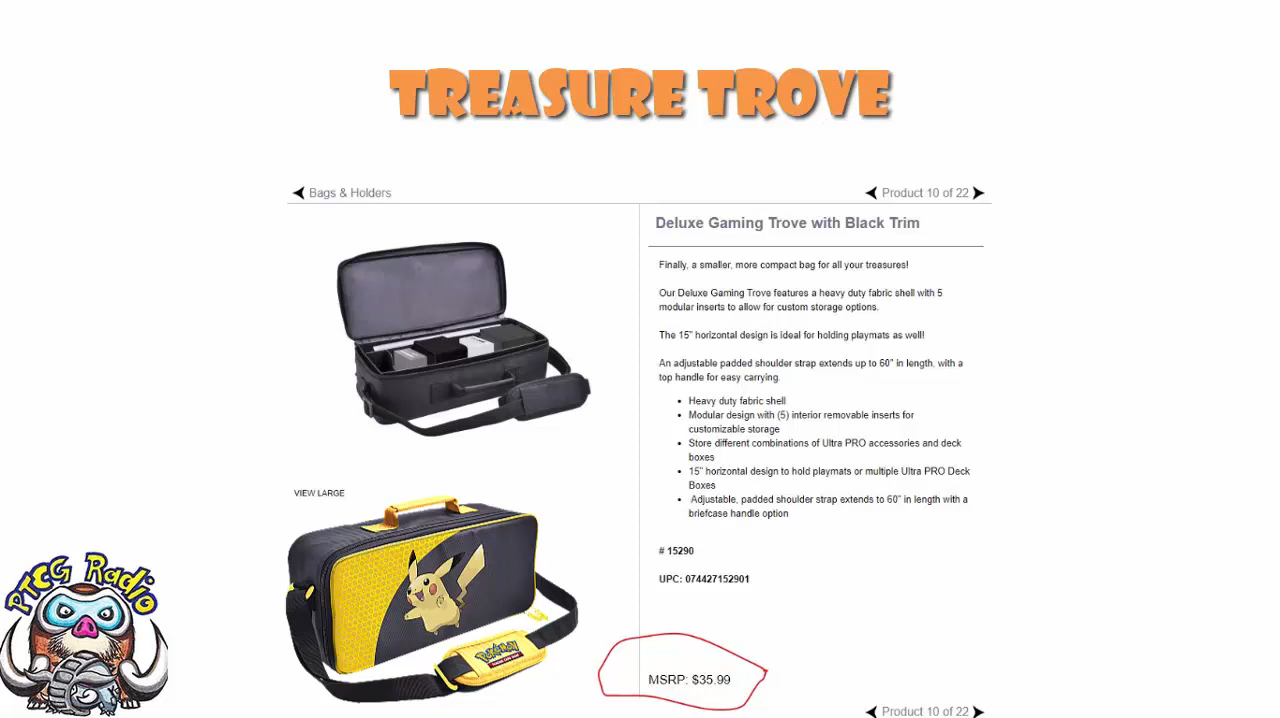 TREASURE TROVE
Bags & Holders
Product 10 of 22
Deluxe Gaming Trove with Black Trim
Finally, a smaller, more compact bag for all your treasures!
Our Deluxe Gaming Trove features a heavy duty fabric shell with 5
modular inserts to allow for custom storage options.
The 15" horizontal design is ideal for holding playmats as well!
An adjustable padded shoulder strap extends up to 60" in length, with a
top handle for easy carrying.
• Heavy duty fabric shell
• Modular design with (5) interior removable inserts for
customizable storage
• Store different combinations of Ultra PRO accessories and deck
boxes
• 15" horizontal design to hold playmats or multiple Ultra PRO Deck
Boxes
• Adjustable, padded shoulder strap extends to 60" in length with a
briefcase handle option
# 15290
UPC: 074427152901
VIEW LARGE
PTCG Radio
Pokémon
MSRP: $35.99
Product 10 of 22